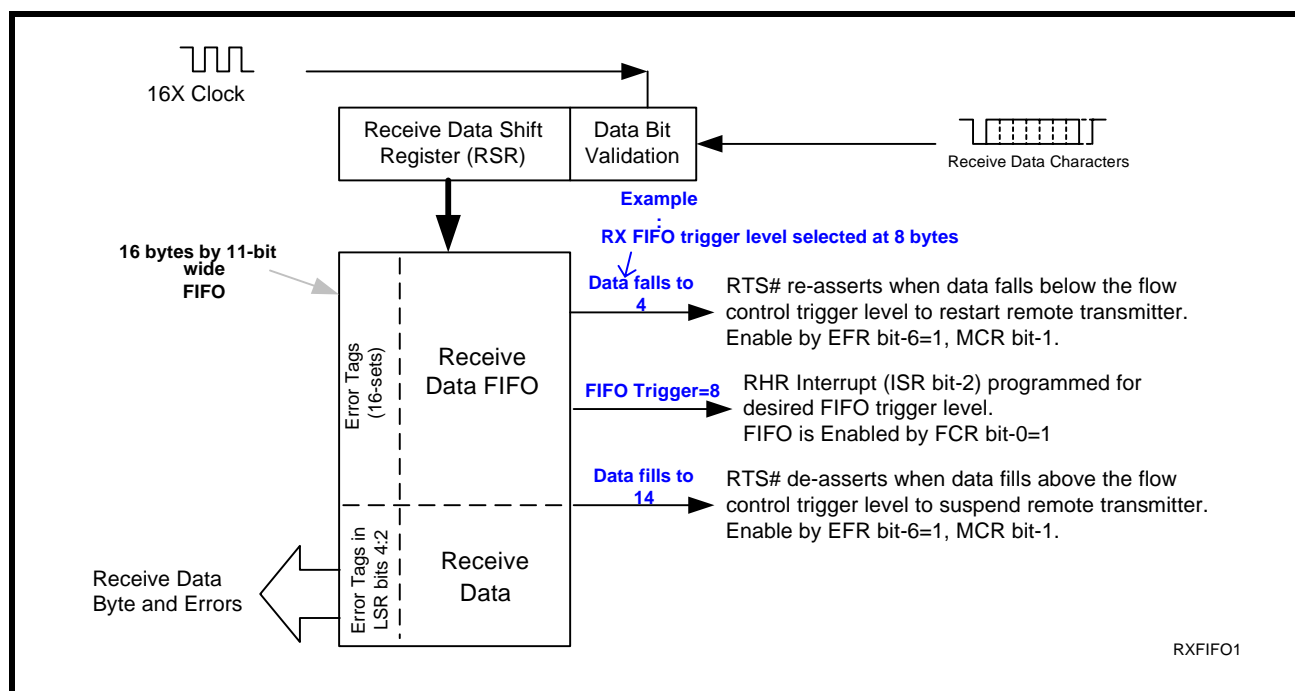 16X Clock
Receive Data Shift
Register (RSR)
Data Bit
Validation
Receive Data Characters
Example
:
RX FIFO trigger level selected at 8 bytes
16 bytes by 11-bit
wide
FIFO
Error Tags
(16-sets)
Receive
Data FIFO
Data falls to
4
RTS# re-asserts when data falls below the flow
control trigger level to restart remote transmitter.
Enable by EFR bit-6=1, MCR bit-1.
FIFO Trigger=8
RHR Interrupt (ISR bit-2) programmed for
desired FIFO trigger level.
FIFO is Enabled by FCR bit-0=1
Data fills to
14
RTS# de-asserts when data fills above the flow
control trigger level to suspend remote transmitter.
Enable by EFR bit-6=1, MCR bit-1.
Error Tags in
LSR bits 4:2
Receive
Data
Receive Data
Byte and Errors
RXFIFO1